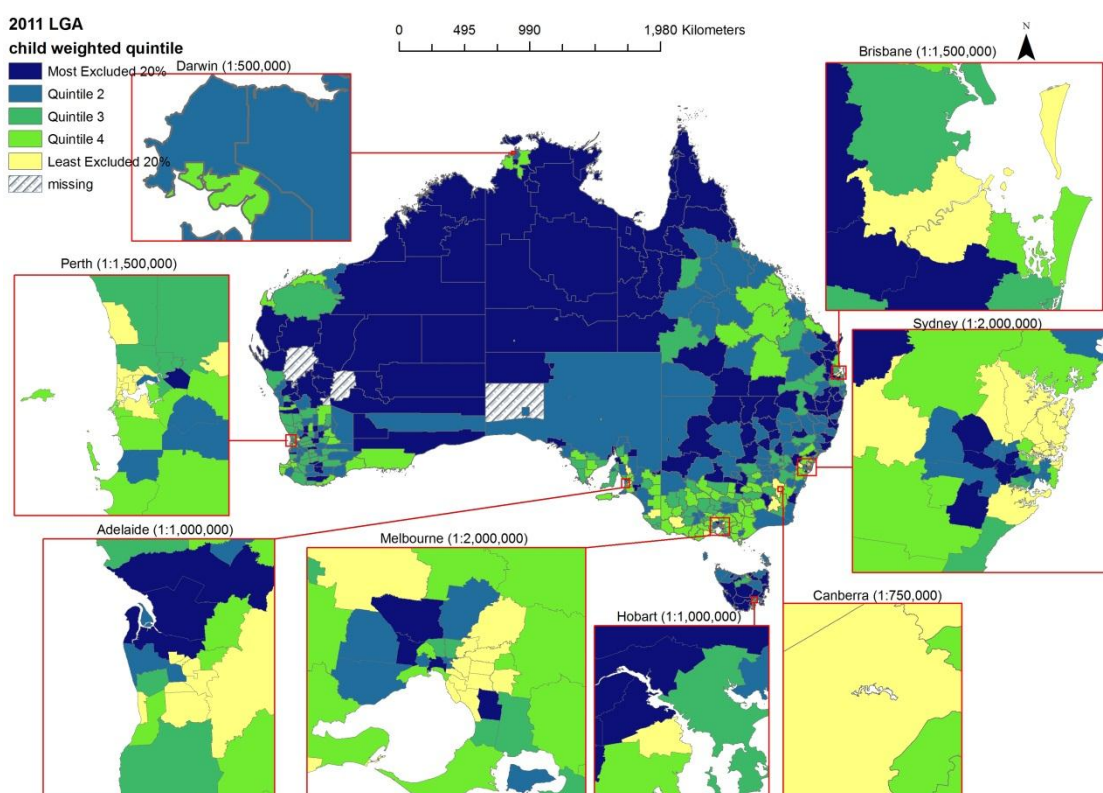 2011 LGA
child weighted quintile
Most Excluded 20%
Quintile 2
Quintile 3
Quintile 4
Least Excluded 20%
missing
0 495 990 1,980 Kilometers
N
Darwin (1:500,000)
Brisbane (1:1,500,000)
Perth (1:1,500,000)
Sydney (1:2,000,000)
Adelaide (1:1,000,000)
Melbourne (1:2,000,000)
Hobart (1:1,000,000)
Canberra (1:750,000)